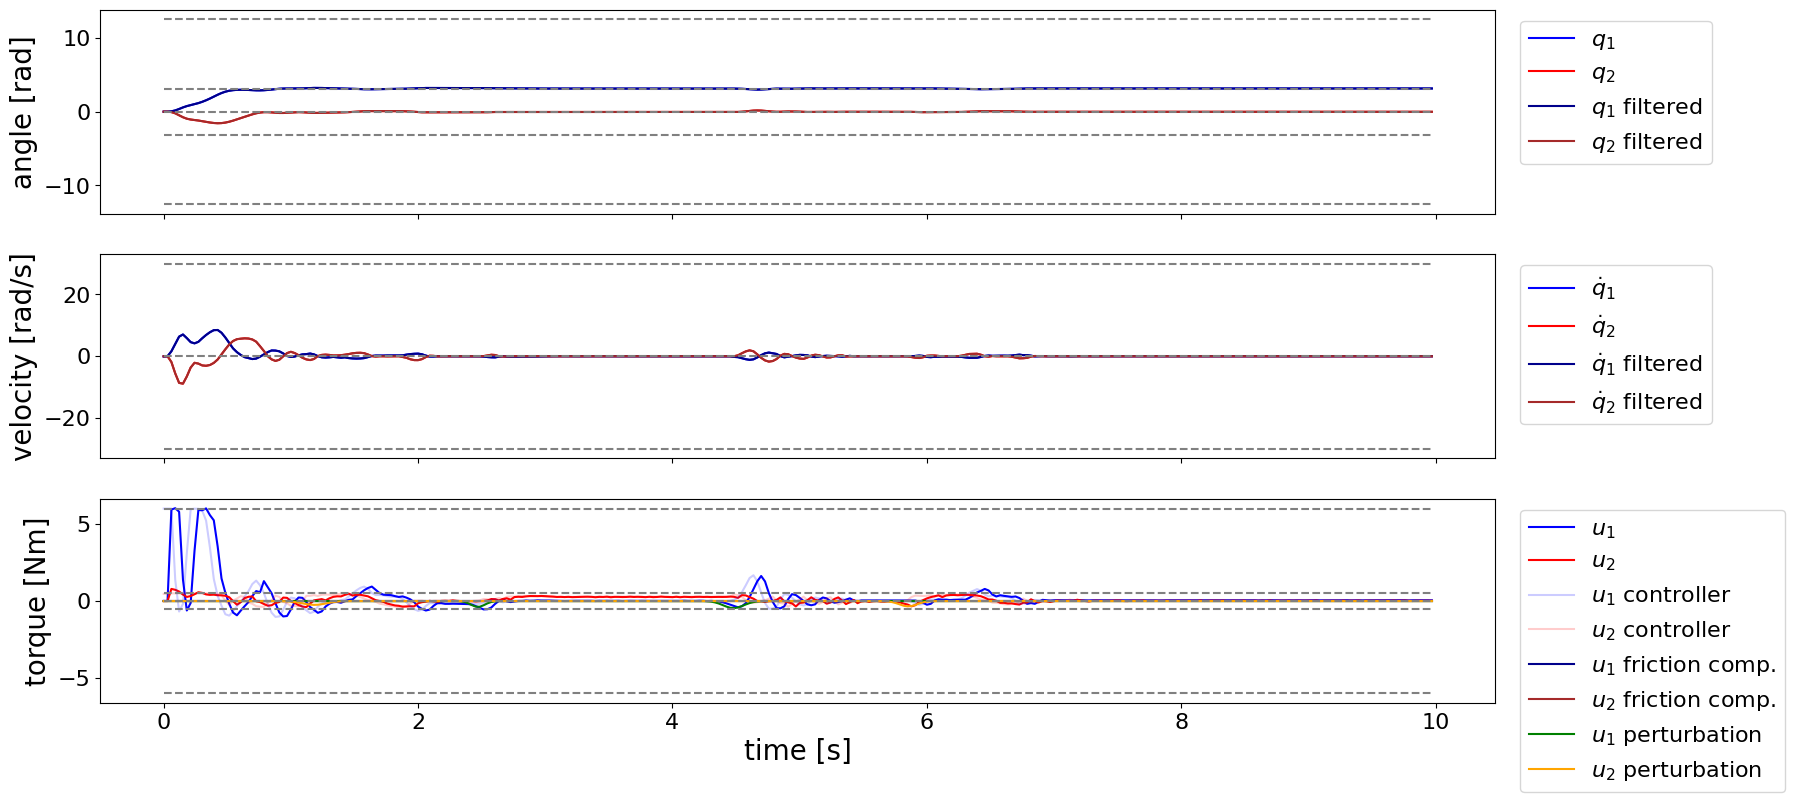 angle [rad]
10
0
−10
q₁
q₂
q₁ filtered
q₂ filtered
velocity [rad/s]
20
0
−20
q̇₁
q̇₂
q̇₁ filtered
q̇₂ filtered
torque [Nm]
5
0
−5
0 2 4 6 8 10
time [s]
u₁
u₂
u₁ controller
u₂ controller
u₁ friction comp.
u₂ friction comp.
u₁ perturbation
u₂ perturbation